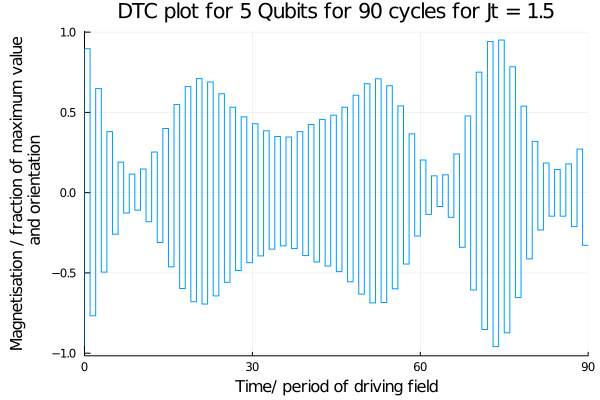 DTC plot for 5 Qubits for 90 cycles for Jt = 1.5
Magnetisation / fraction of maximum value
and orientation
1.0
0.5
0.0
−0.5
−1.0
0
30
60
90
Time/ period of driving field